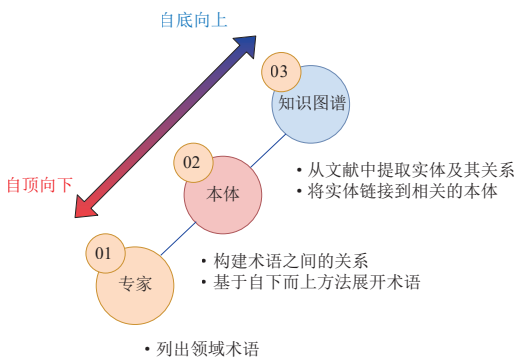 自底向上
03
知识图谱
• 从文献中提取实体及其关系
• 将实体链接到相关的本体
02
本体
自顶向下
• 构建术语之间的关系
• 基于自下而上方法展开术语
01
专家
• 列出领域术语